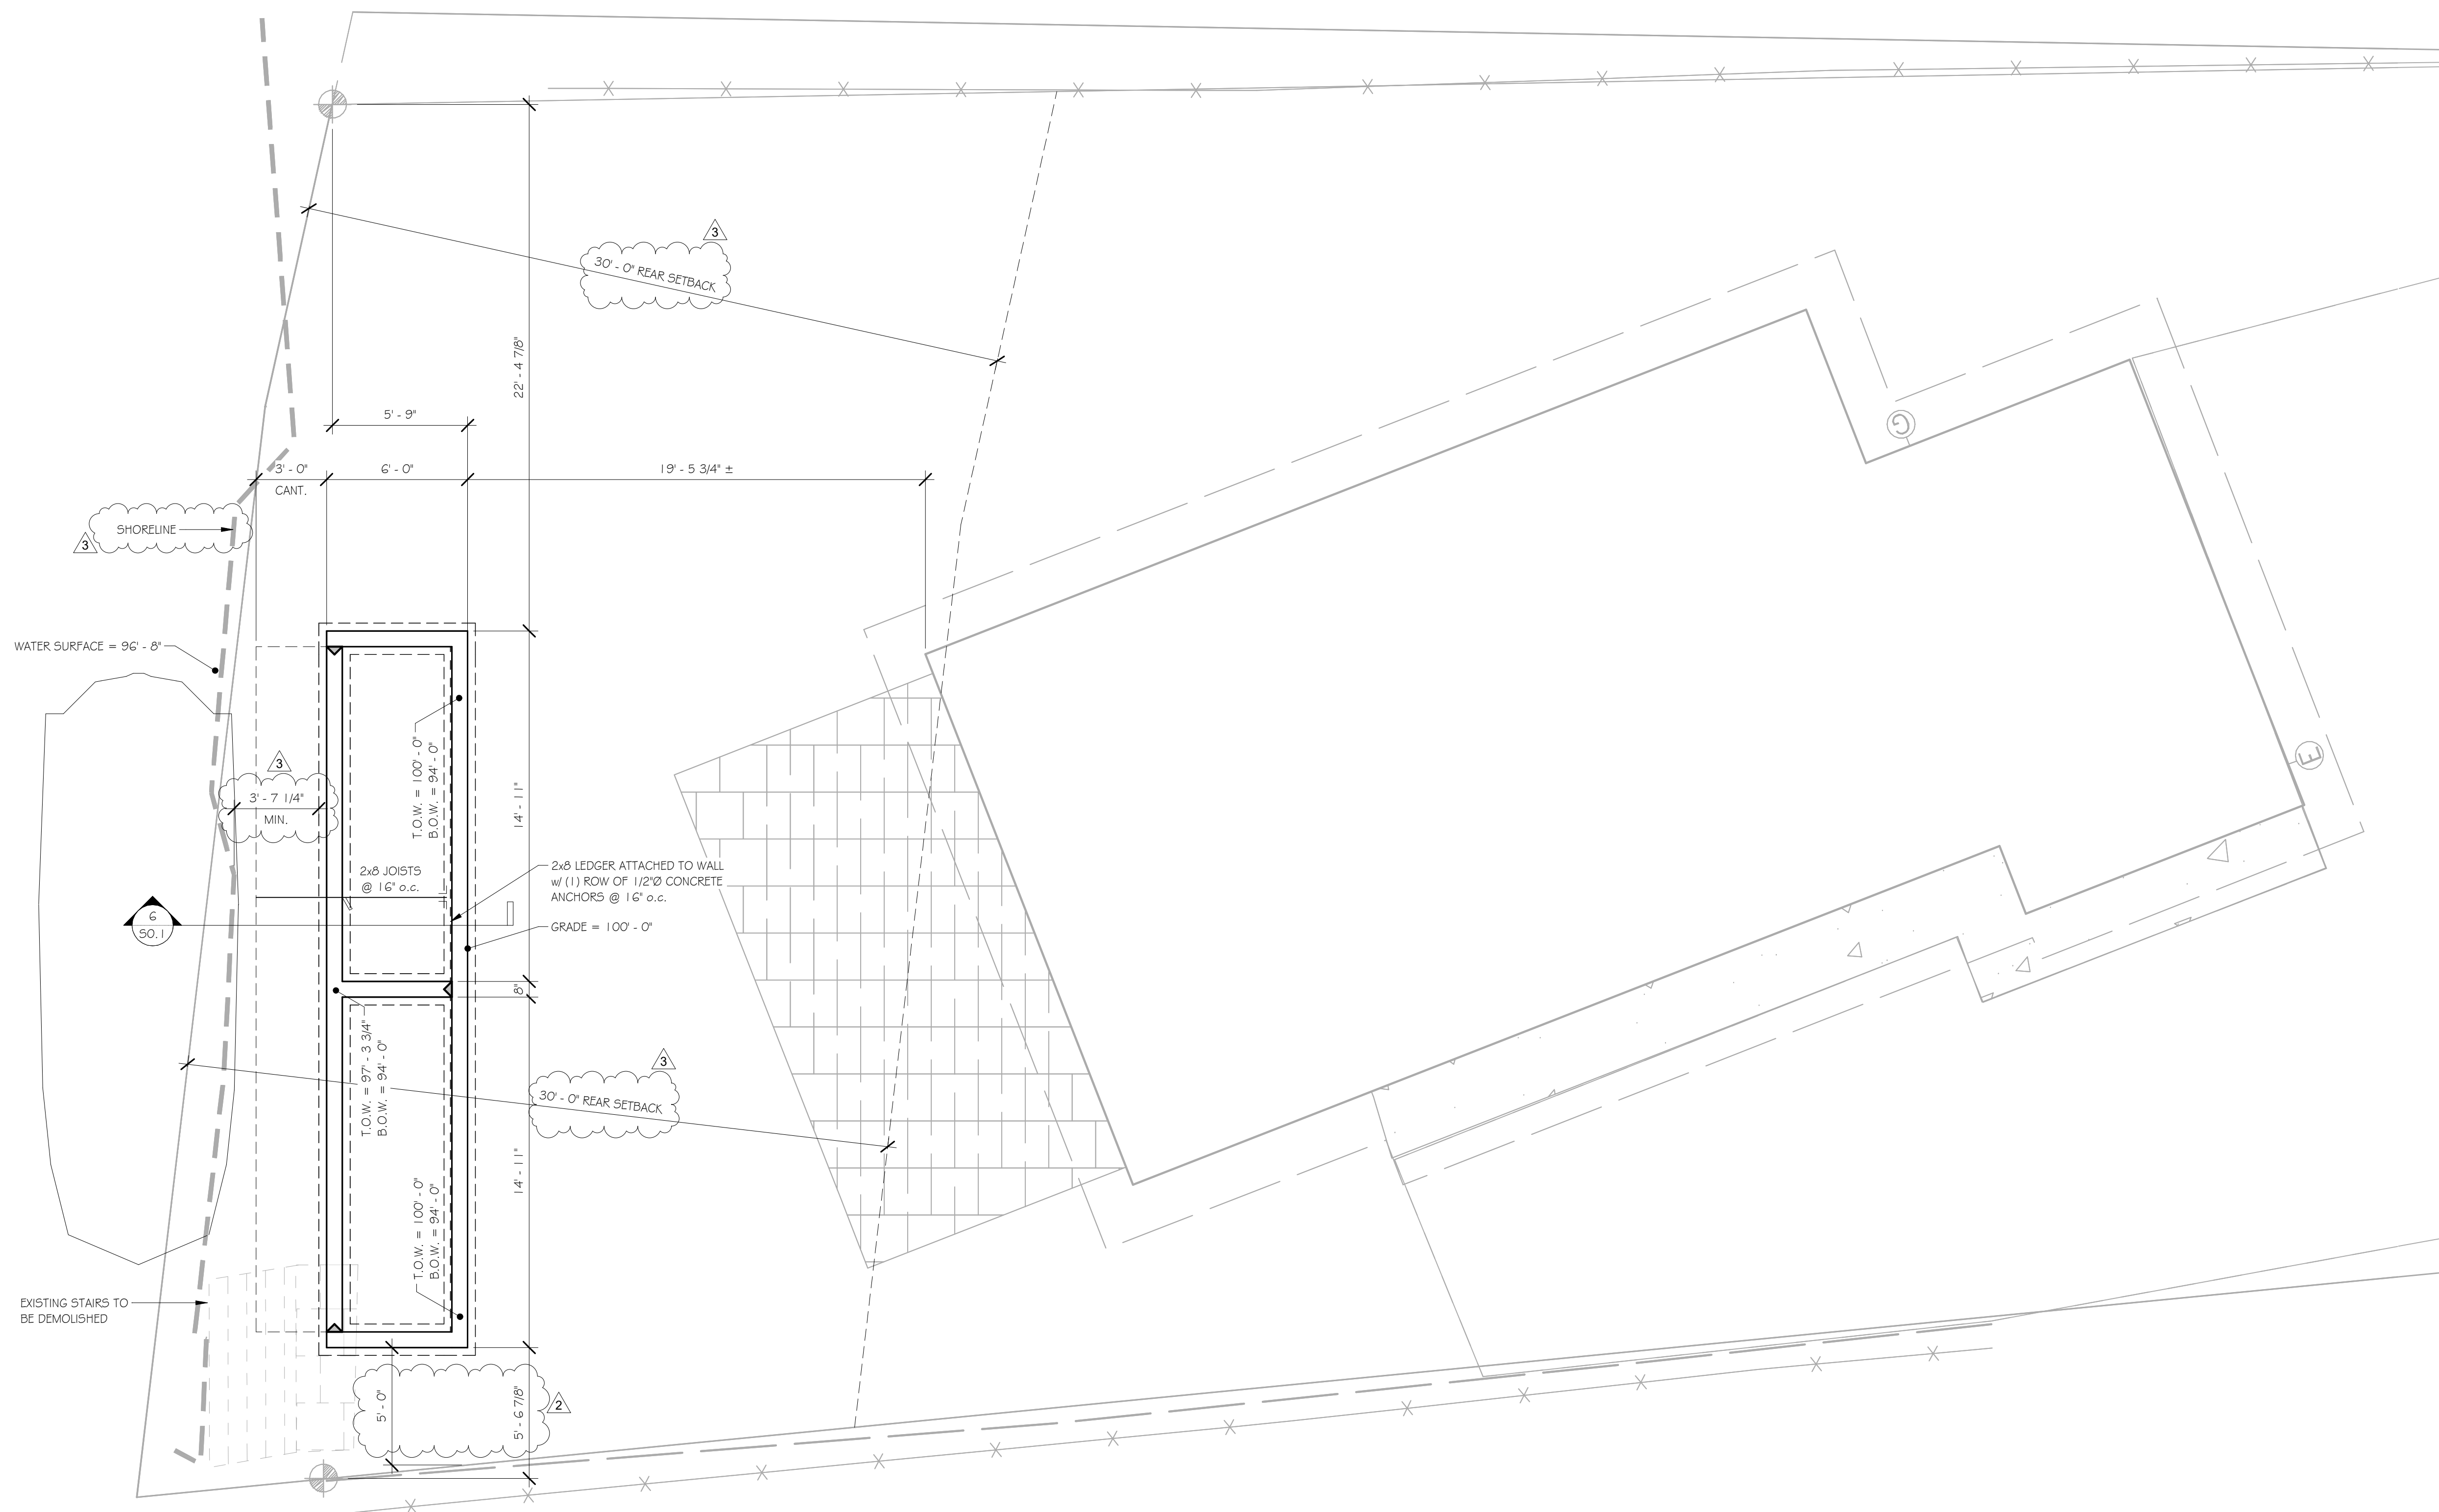 3
30' - 0" REAR SETBACK
22' - 4 7/8"
5' - 9"
3' - 0"
CANT.
6' - 0"
19' - 5 3/4" ±
G
SHORELINE
3
WATER SURFACE = 96' - 8"
3
3' - 7 1/4"
MIN.
T.O.W. = 100' - 0"
B.O.W. = 94' - 0"
14' - 11"
E
2x8 JOISTS
@ 16" o.c.
2x8 LEDGER ATTACHED TO WALL
w/ (1) ROW OF 1/2"Ø CONCRETE
ANCHORS @ 16" o.c.
6
S0.1
GRADE = 100' - 0"
8"
T.O.W. = 97' - 3 3/4"
B.O.W. = 94' - 0"
3
30' - 0" REAR SETBACK
14' - 11"
T.O.W. = 100' - 0"
B.O.W. = 94' - 0"
EXISTING STAIRS TO
BE DEMOLISHED
5' - 0"
5' - 6 7/8"
2